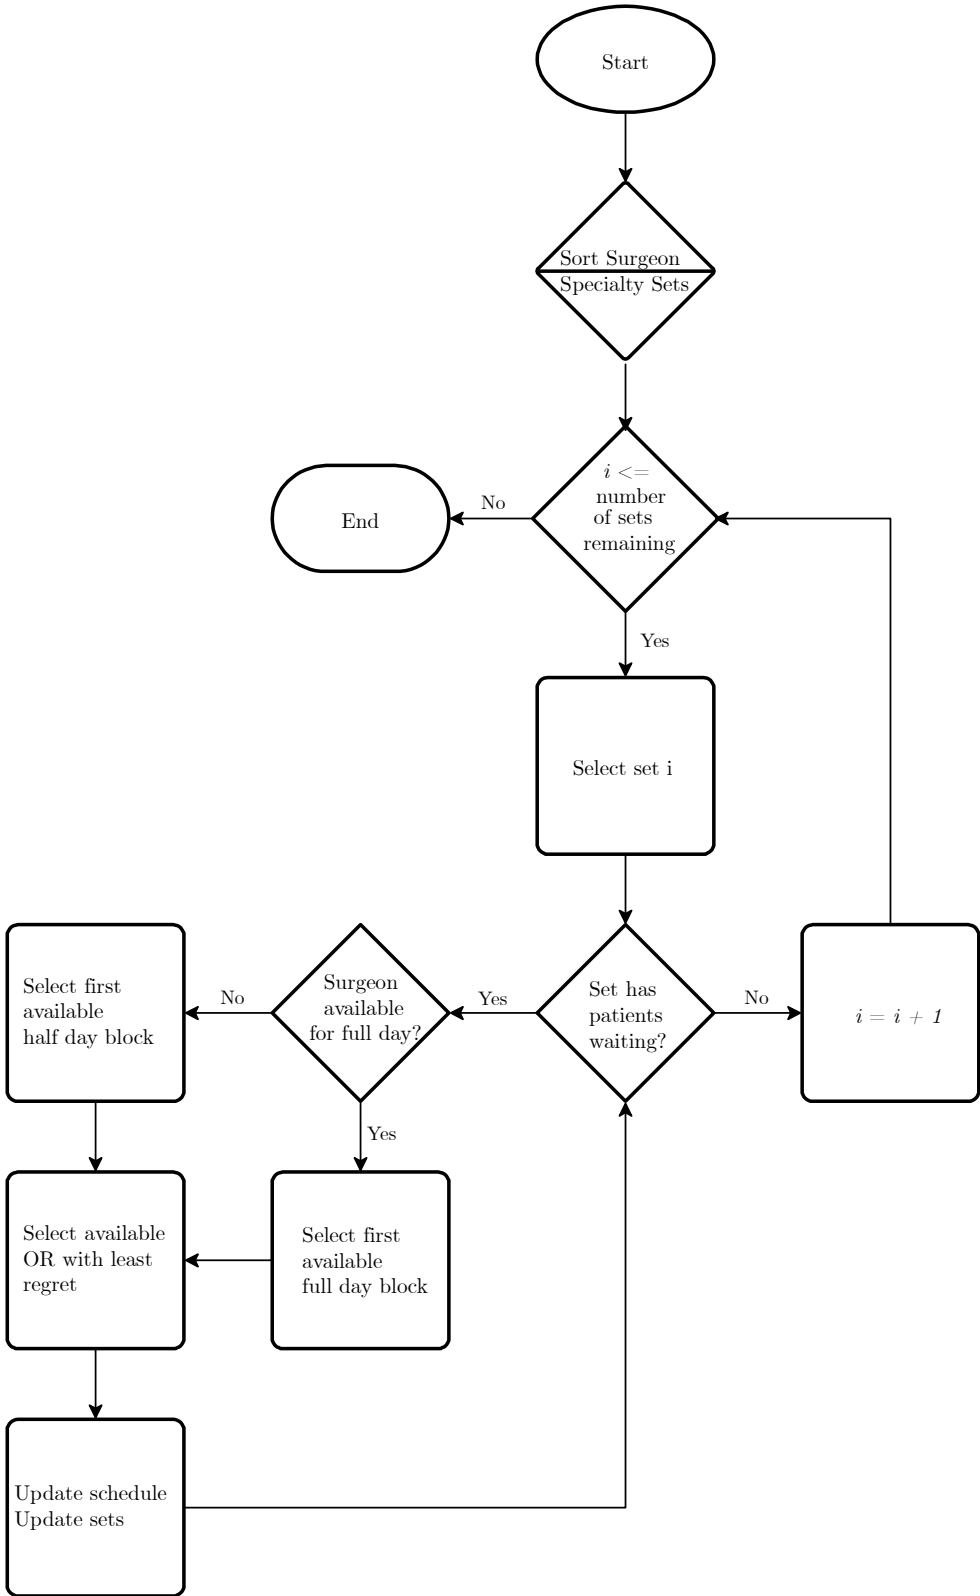 Start
Sort Surgeon
Specialty Sets
i <=
number
of sets
remaining
No
End
Yes
Select set i
Set has
patients
waiting?
No
i = i + 1
Yes
Surgeon
available
for full day?
No
Select first
available
half day block
Yes
Select first
available
full day block
Select available
OR with least
regret
Update schedule
Update sets